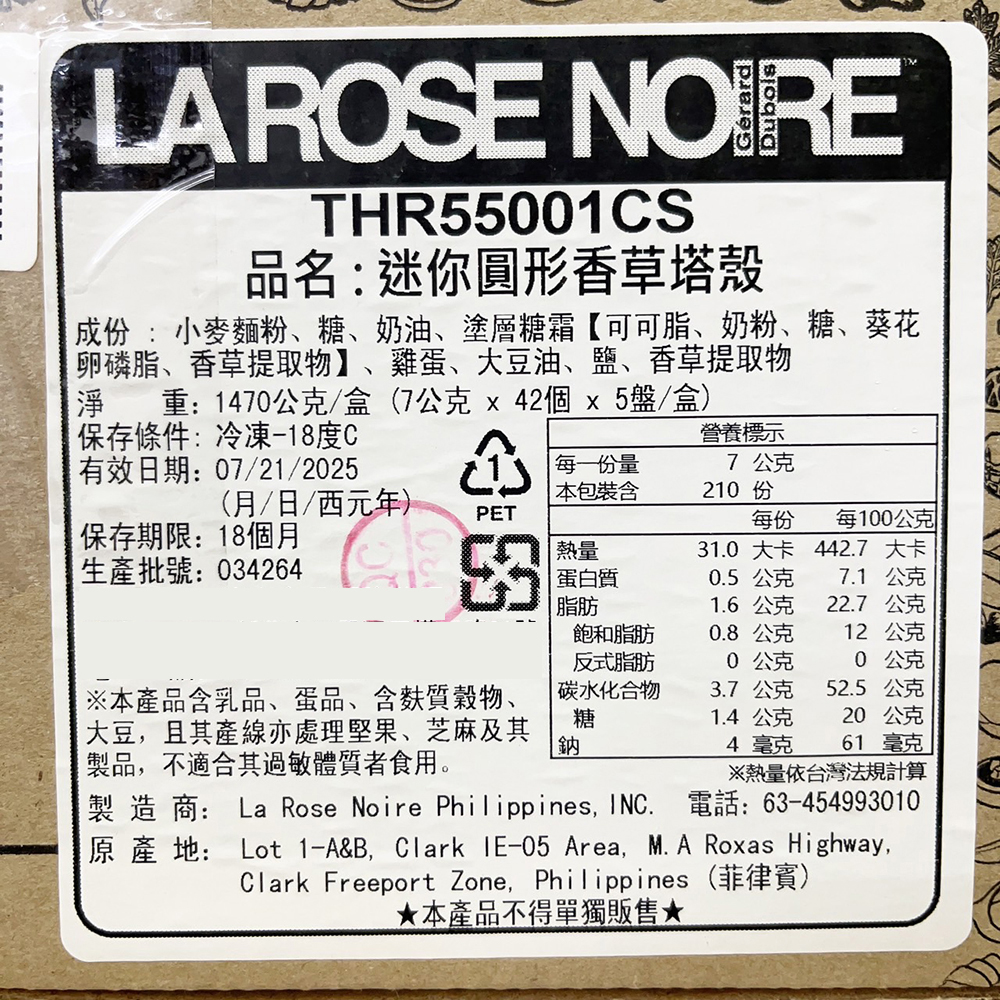 LA ROSE NOIRE™
Gérard
Dubois
THR55001CS
品名：迷你圓形香草塔殼
成份 ： 小麥麵粉、糖、奶油、塗層糖霜【可可脂、奶粉、糖、葵花
卵磷脂、香草提取物】、雞蛋、大豆油、鹽、香草提取物
淨 重：1470公克/盒 (7公克 x 42個 x 5盤/盒)
保存條件：冷凍-18度C
有效日期：07/21/2025
(月/日/西元年)
保存期限：18個月
生產批號：034264
1
PET
QC
營養標示
每一份量 7 公克
本包裝含 210 份
每份 每100公克
熱量 31.0 大卡 442.7 大卡
蛋白質 0.5 公克 7.1 公克
脂肪 1.6 公克 22.7 公克
飽和脂肪 0.8 公克 12 公克
反式脂肪 0 公克 0 公克
碳水化合物 3.7 公克 52.5 公克
糖 1.4 公克 20 公克
鈉 4 毫克 61 毫克
※熱量依台灣法規計算
※本產品含乳品、蛋品、含麩質穀物、
大豆，且其產線亦處理堅果、芝麻及其
製品，不適合其過敏體質者食用。
製 造 商： La Rose Noire Philippines, INC. 電話：63-454993010
原 產 地： Lot 1-A&B, Clark IE-05 Area, M.A Roxas Highway,
Clark Freeport Zone, Philippines (菲律賓)
★本產品不得單獨販售★